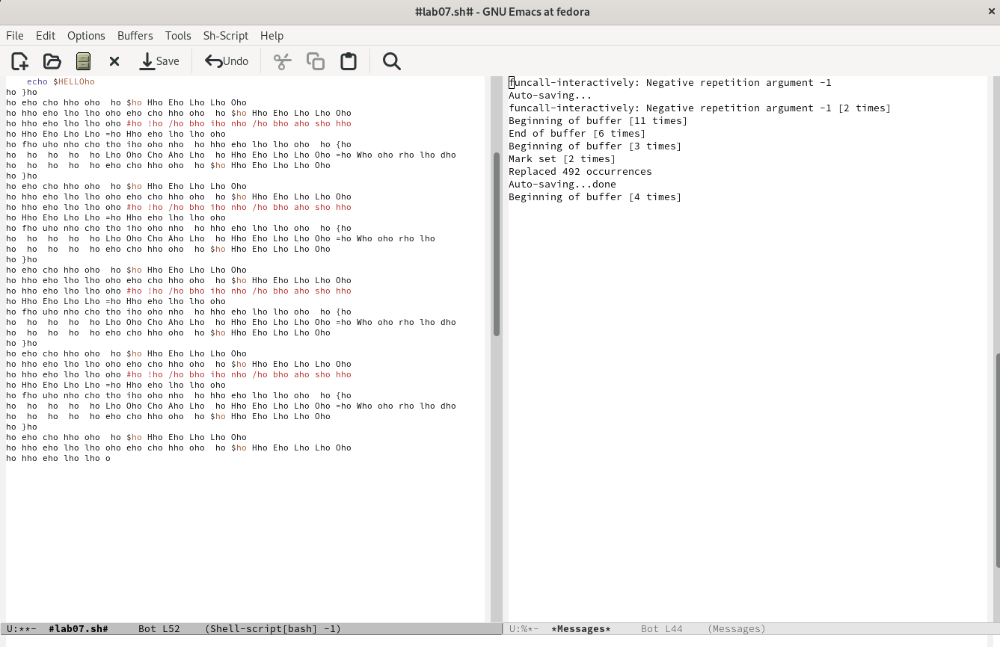 #lab07.sh# - GNU Emacs at fedora
File Edit Options Buffers Tools Sh-Script Help
Save Undo
echo $HELLOho
ho }ho
ho eho cho hho oho  ho $ho Hho Eho Lho Lho Oho
ho hho eho lho lho oho eho cho hho oho  ho $ho Hho Eho Lho Lho Oho
ho hho eho lho lho oho #ho !ho /ho bho iho nho /ho bho aho sho hho
ho Hho Eho Lho Lho =ho Hho eho lho lho oho
ho fho uho nho cho tho iho oho nho  ho hho eho lho lho oho  ho {ho
ho  ho  ho  ho  ho Lho Oho Cho Aho Lho  ho Hho Eho Lho Lho Oho =ho Who oho rho lho dho
ho  ho  ho  ho  ho eho cho hho oho  ho $ho Hho Eho Lho Lho Oho
ho }ho
ho eho cho hho oho  ho $ho Hho Eho Lho Lho Oho
ho hho eho lho lho oho eho cho hho oho  ho $ho Hho Eho Lho Lho Oho
ho hho eho lho lho oho #ho !ho /ho bho iho nho /ho bho aho sho hho
ho Hho Eho Lho Lho =ho Hho eho lho lho oho
ho fho uho nho cho tho iho oho nho  ho hho eho lho lho oho  ho {ho
ho  ho  ho  ho  ho Lho Oho Cho Aho Lho  ho Hho Eho Lho Lho Oho =ho Who oho rho lho
ho  ho  ho  ho  ho eho cho hho oho  ho $ho Hho Eho Lho Lho Oho
ho }ho
ho eho cho hho oho  ho $ho Hho Eho Lho Lho Oho
ho hho eho lho lho oho eho cho hho oho  ho $ho Hho Eho Lho Lho Oho
ho hho eho lho lho oho #ho !ho /ho bho iho nho /ho bho aho sho hho
ho Hho Eho Lho Lho =ho Hho eho lho lho oho
ho fho uho nho cho tho iho oho nho  ho hho eho lho lho oho  ho {ho
ho  ho  ho  ho  ho Lho Oho Cho Aho Lho  ho Hho Eho Lho Lho Oho =ho Who oho rho lho dho
ho  ho  ho  ho  ho eho cho hho oho  ho $ho Hho Eho Lho Lho Oho
ho }ho
ho eho cho hho oho  ho $ho Hho Eho Lho Lho Oho
ho hho eho lho lho oho eho cho hho oho  ho $ho Hho Eho Lho Lho Oho
ho hho eho lho lho oho #ho !ho /ho bho iho nho /ho bho aho sho hho
ho Hho Eho Lho Lho =ho Hho eho lho lho oho
ho fho uho nho cho tho iho oho nho  ho hho eho lho lho oho  ho {ho
ho  ho  ho  ho  ho Lho Oho Cho Aho Lho  ho Hho Eho Lho Lho Oho =ho Who oho rho lho dho
ho  ho  ho  ho  ho eho cho hho oho  ho $ho Hho Eho Lho Lho Oho
ho }ho
ho eho cho hho oho  ho $ho Hho Eho Lho Lho Oho
ho hho eho lho lho oho eho cho hho oho  ho $ho Hho Eho Lho Lho Oho
ho hho eho lho lho o
U:**-  #lab07.sh#     Bot L52    (Shell-script[bash] -1)
funcall-interactively: Negative repetition argument -1
Auto-saving...
funcall-interactively: Negative repetition argument -1 [2 times]
Beginning of buffer [11 times]
End of buffer [6 times]
Beginning of buffer [3 times]
Mark set [2 times]
Replaced 492 occurrences
Auto-saving...done
Beginning of buffer [4 times]
U:%*-  *Messages*     Bot L44    (Messages)